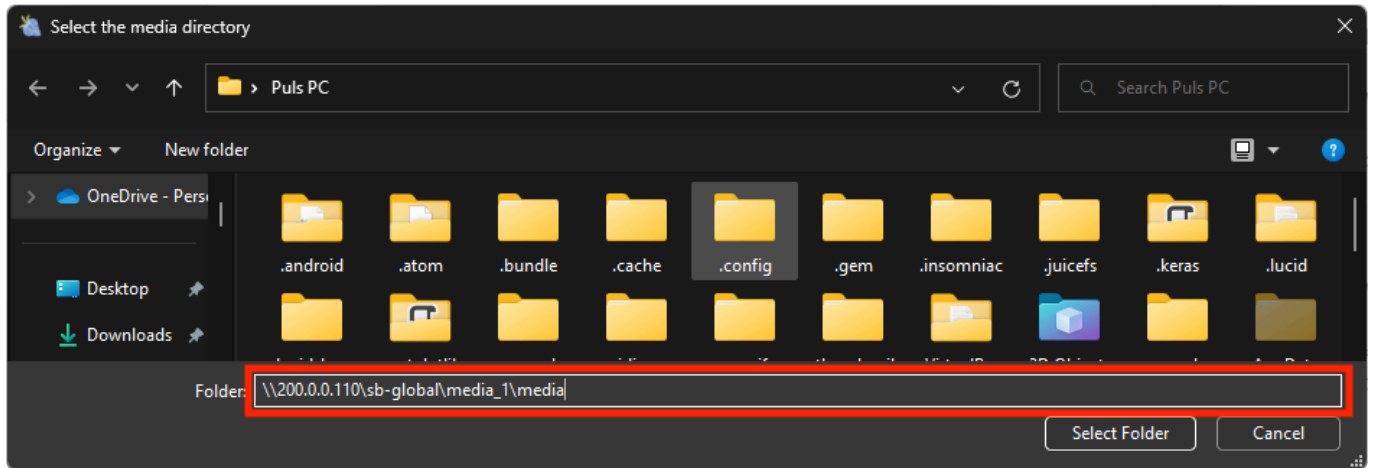 Select the media directory
Puls PC
Search Puls PC
Organize
New folder
OneDrive - Perso
.android
.atom
.bundle
.cache
.config
.gem
.insomniac
.juicefs
.keras
.lucid
Desktop
Downloads
Folder: \\200.0.0.110\sb-global\media_1\media
Select Folder
Cancel